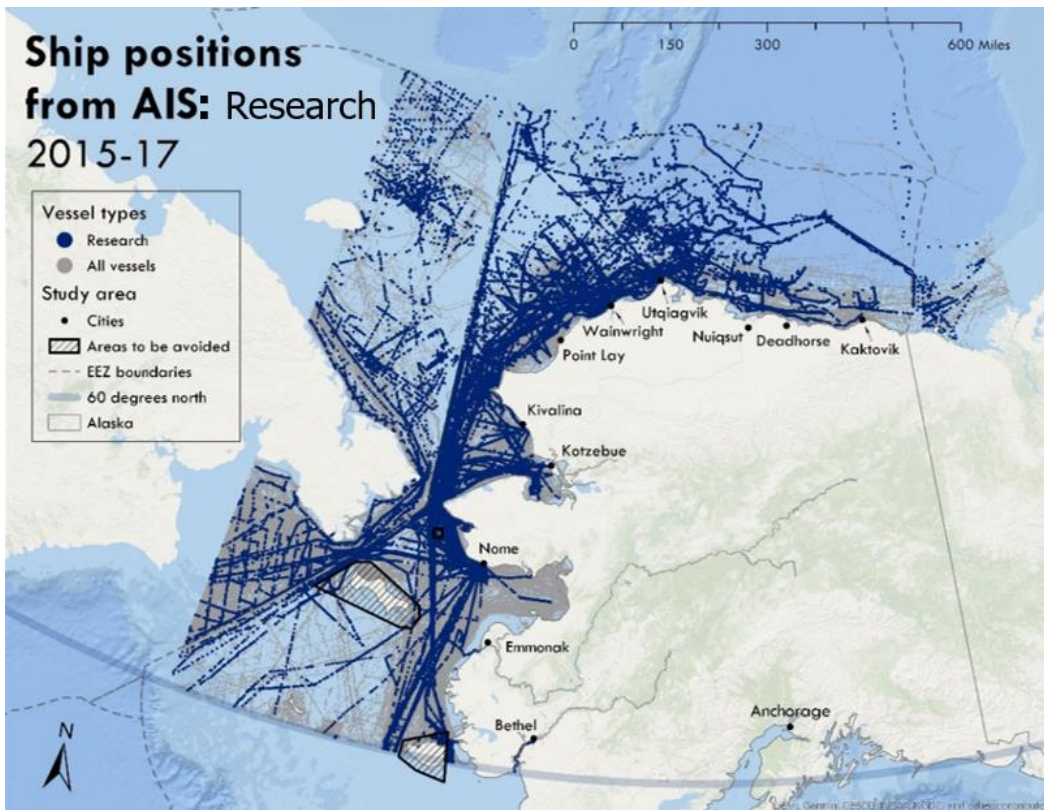 Ship positions
from AIS: Research
2015-17
0 150 300 600 Miles
Vessel types
Research
All vessels
Study area
Cities
Areas to be avoided
EEZ boundaries
60 degrees north
Alaska
Utqiagvik
Wainwright
Nuiqsut
Deadhorse
Kaktovik
Point Lay
Kivalina
Kotzebue
Nome
Emmonak
Bethel
Anchorage
N